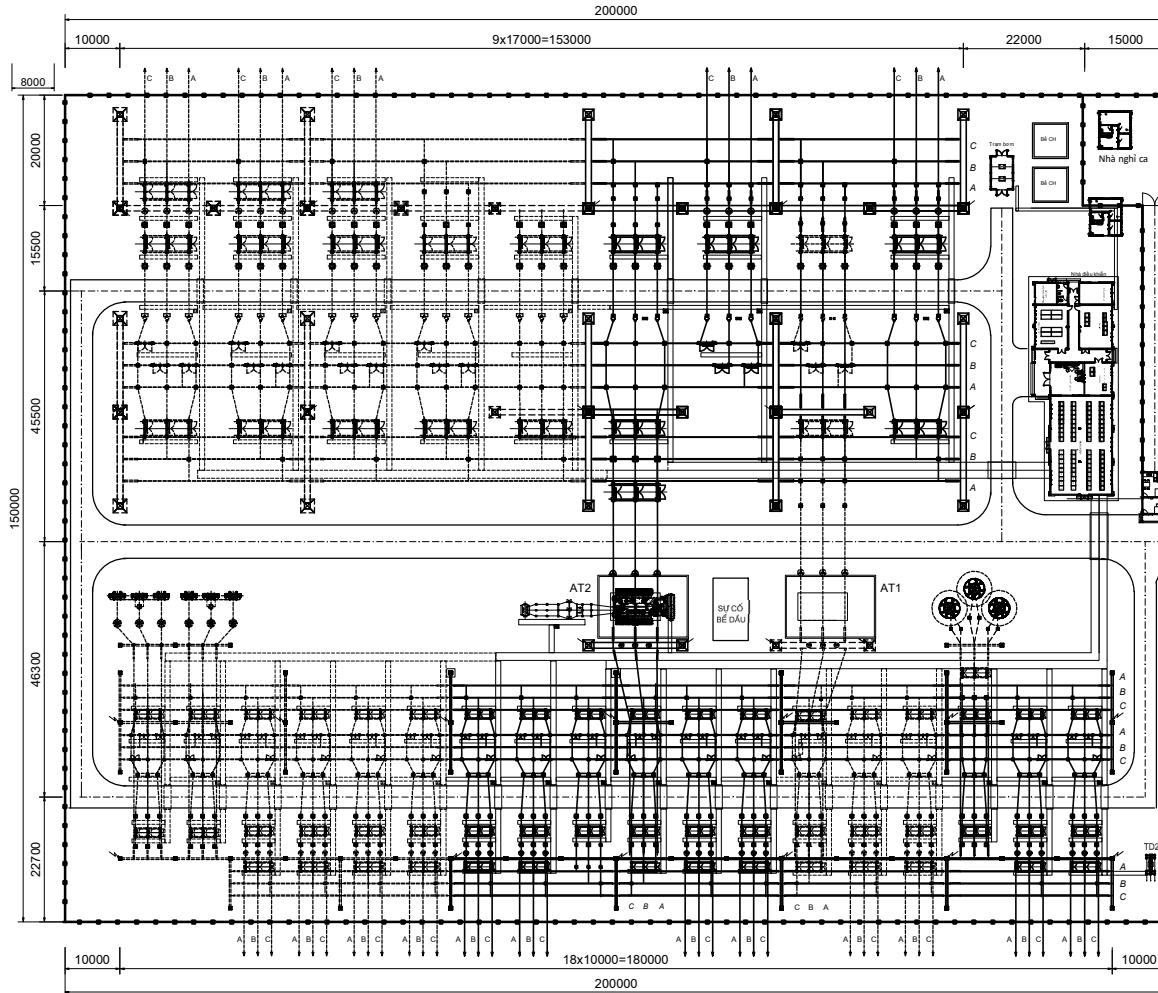 200000
10000
9x17000=153000
22000
15000
8000
C B A
C B A
C B A
C B A
C B A
20000
15500
45500
150000
46300
22700
C
B
A
Trạm bơm
Bể CH
Bể CH
Nhà nghỉ ca
Nhà điều khiển
C
B
A
C
B
A
AT2
SỰ CỐ
BỂ DẦU
AT1
A
B
C
A
B
C
TD2
A
B
C
C B A
C B A
A B C
A B C
A B C
A B C
A B C
A B C
A B C
A B C
A B C
A B C
A B C
A B C
10000
18x10000=180000
10000
200000